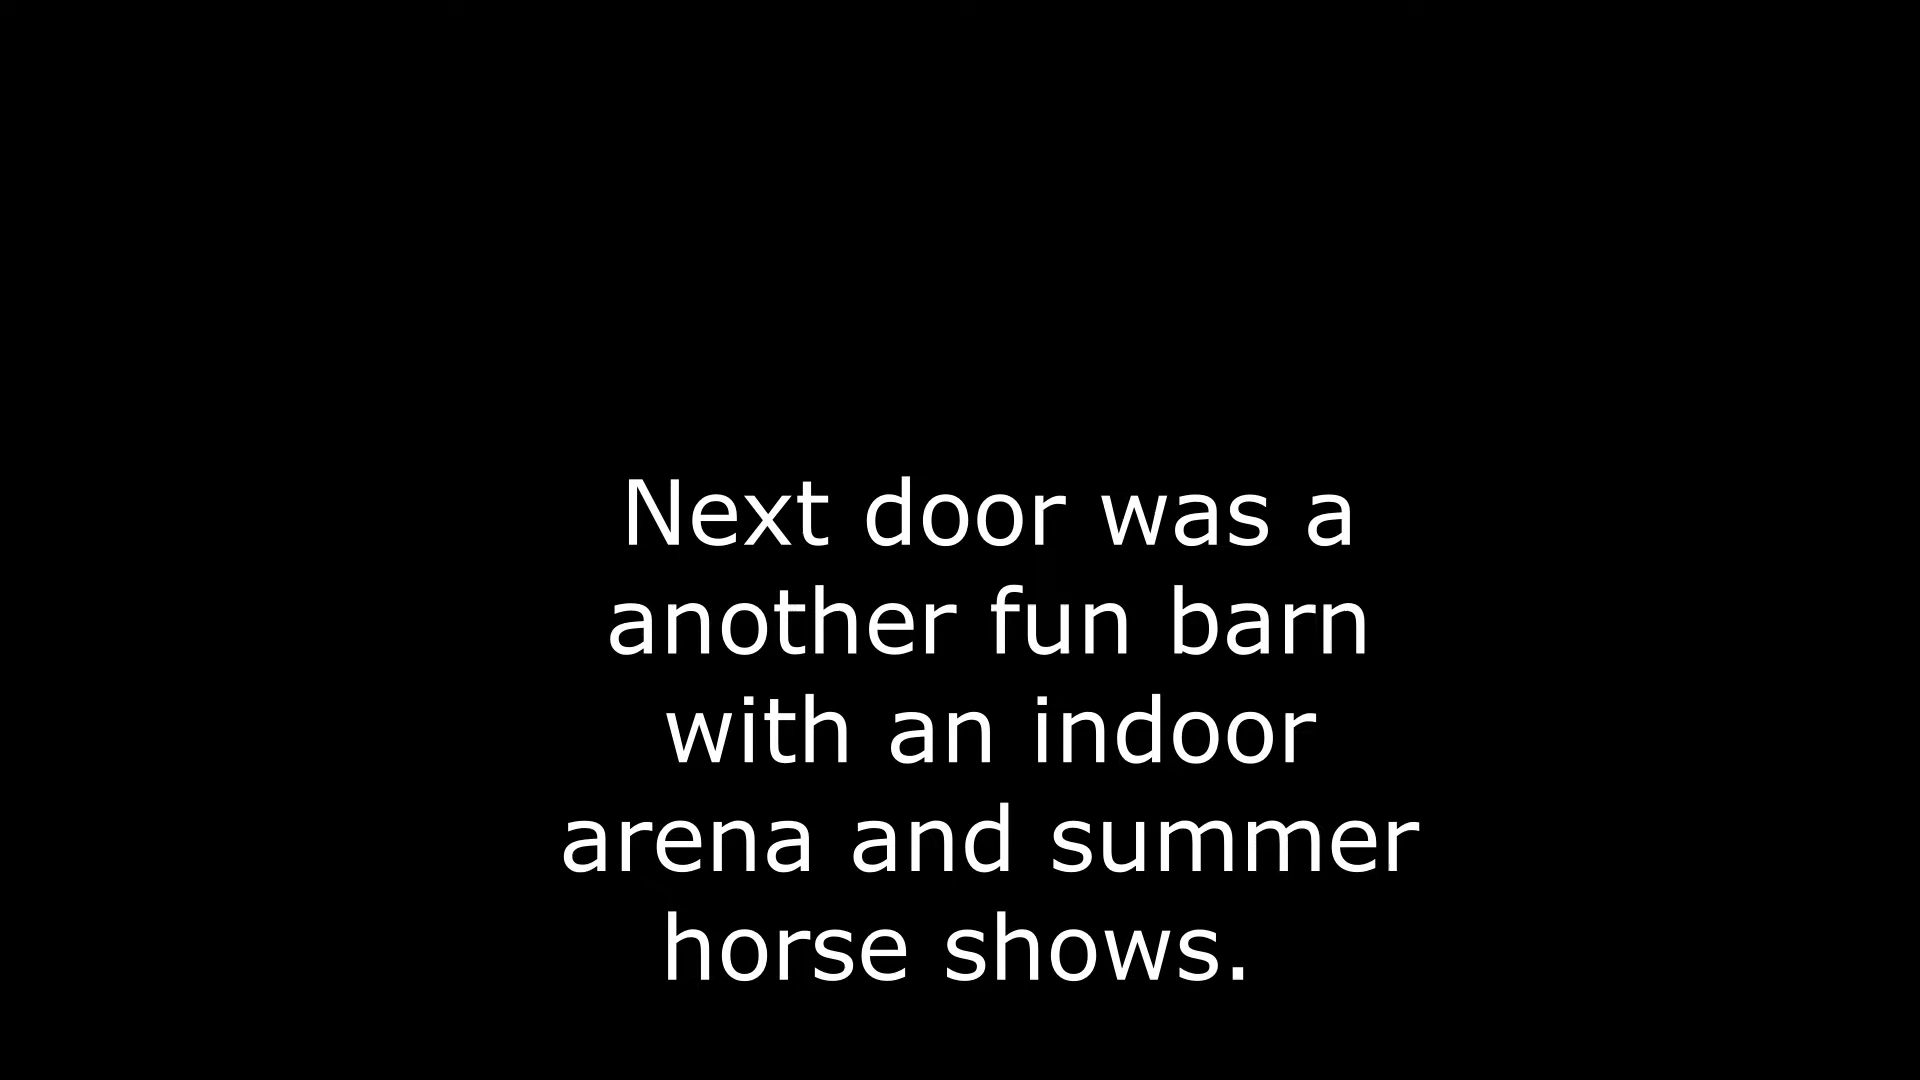 Next door was a
another fun barn
with an indoor
arena and summer
horse shows.